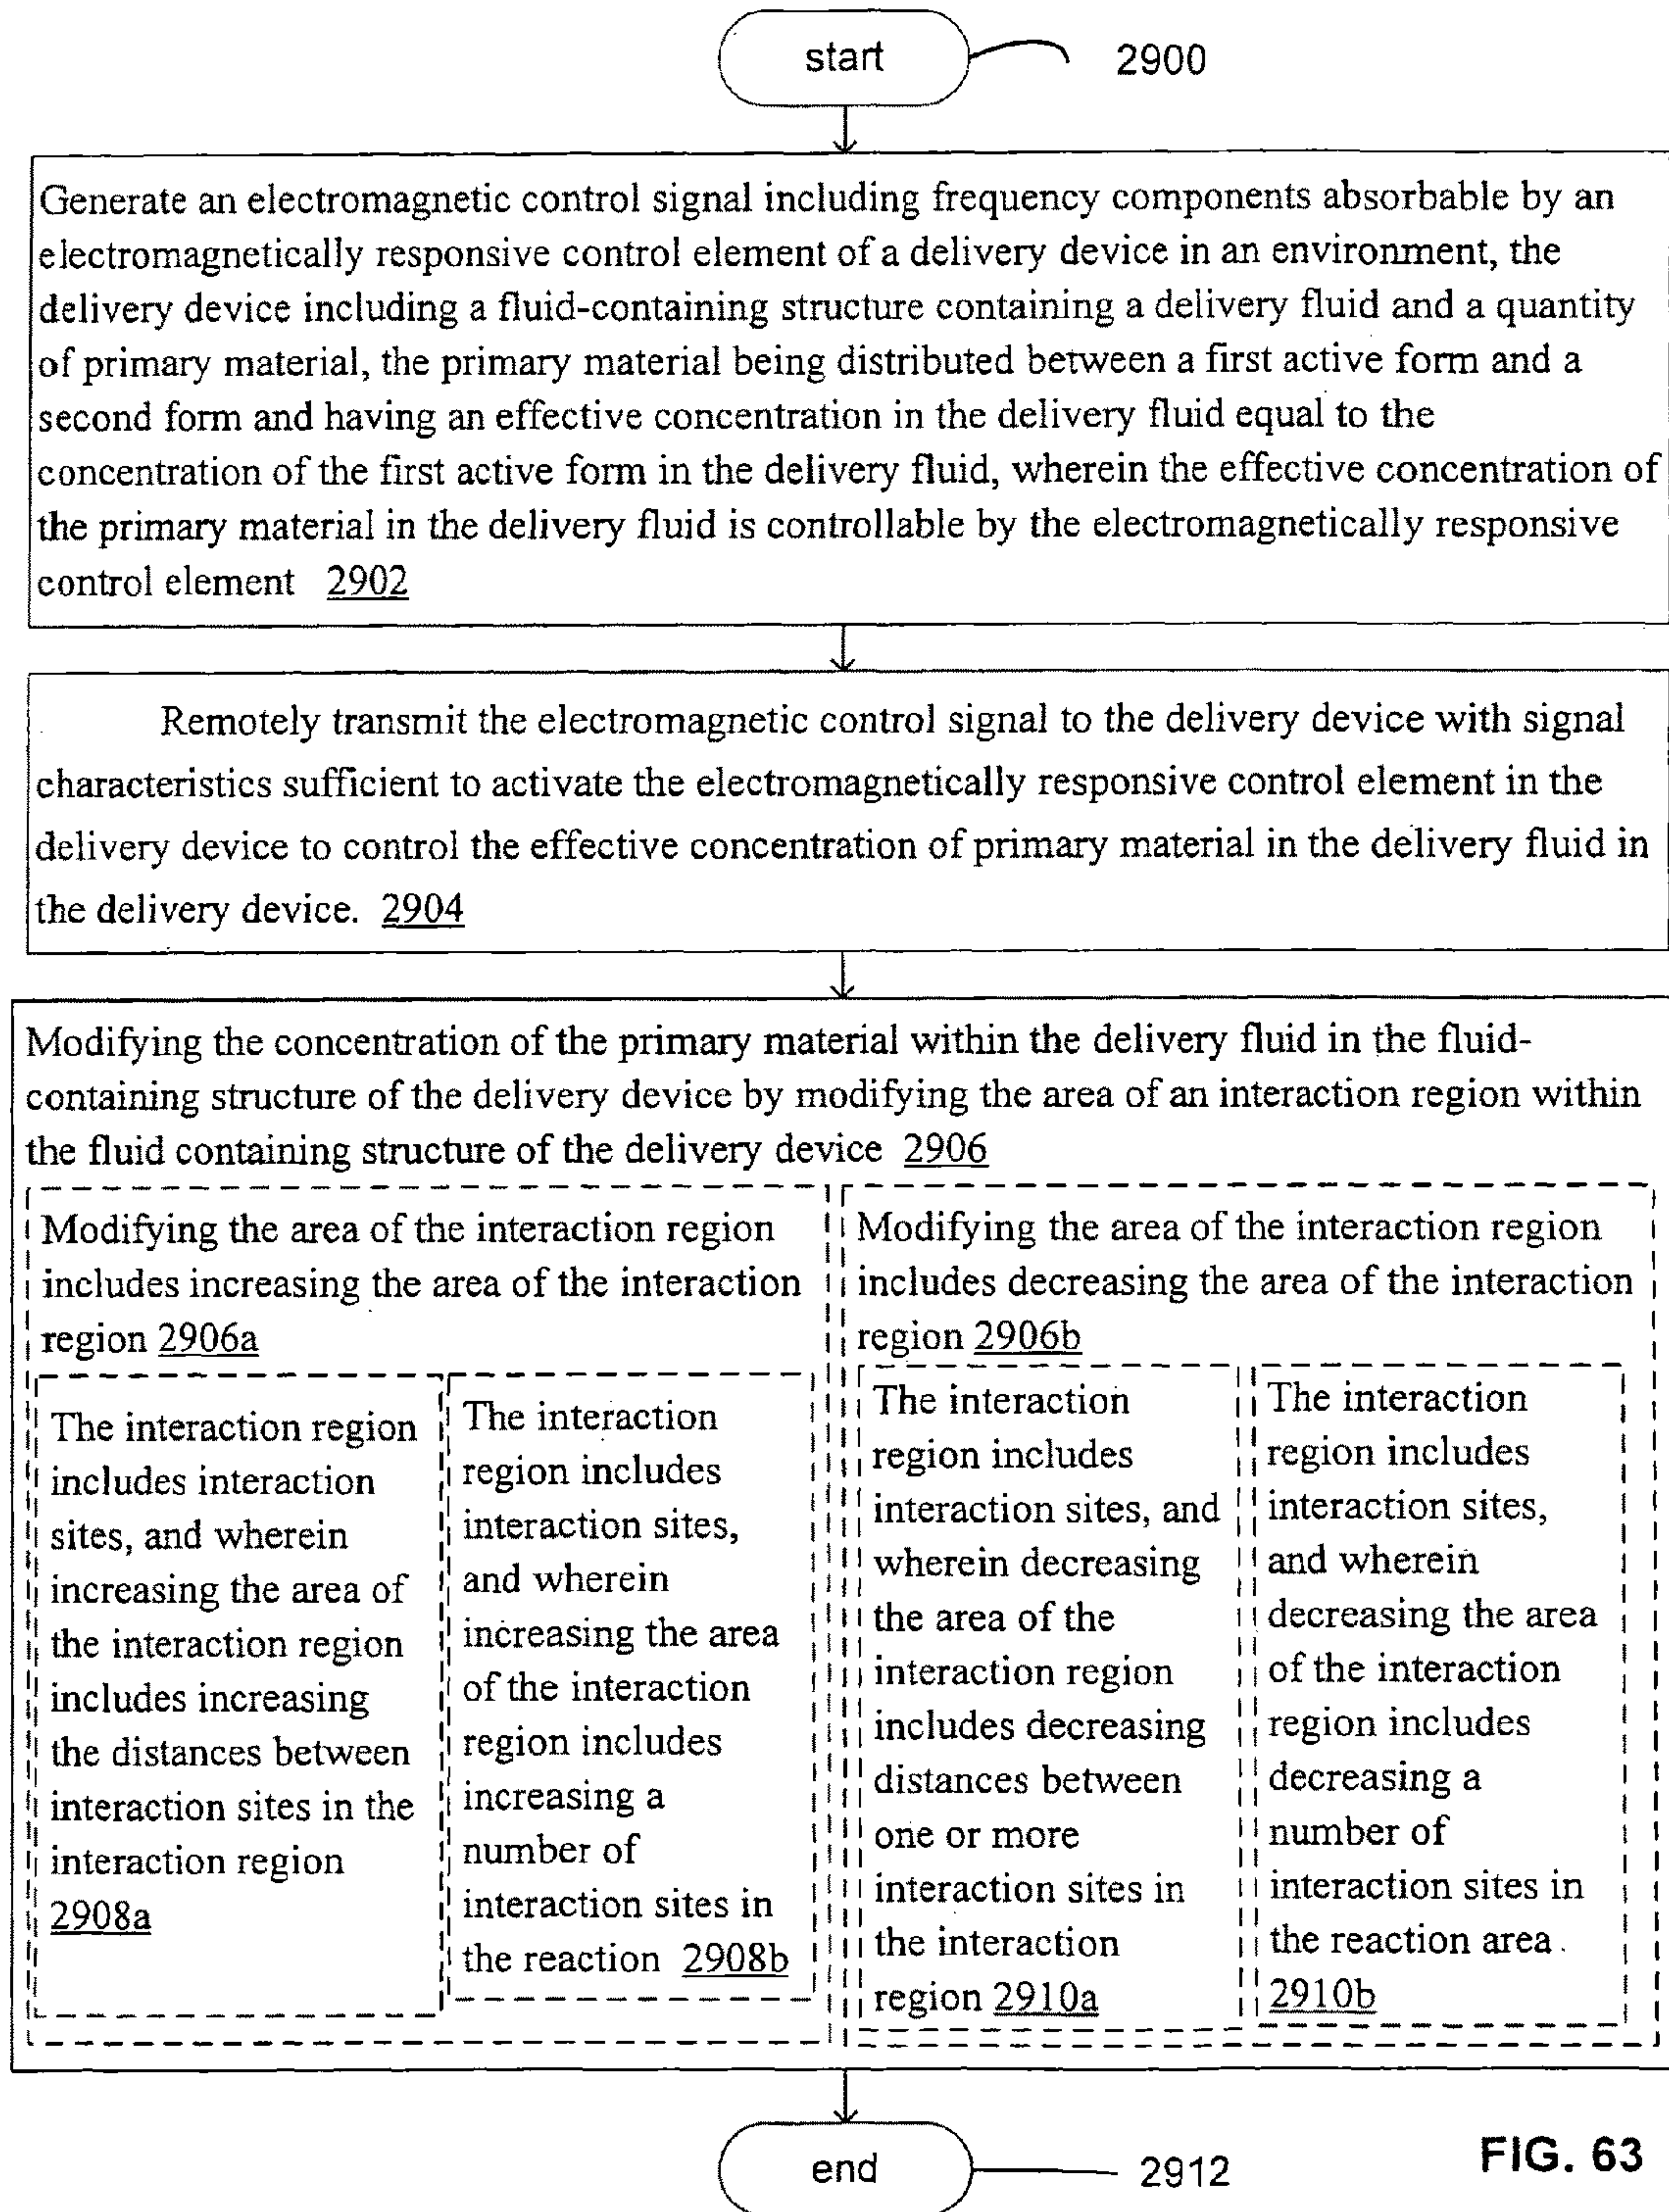 start
2900
Generate an electromagnetic control signal including frequency components absorbable by an
electromagnetically responsive control element of a delivery device in an environment, the
delivery device including a fluid-containing structure containing a delivery fluid and a quantity
of primary material, the primary material being distributed between a first active form and a
second form and having an effective concentration in the delivery fluid equal to the
concentration of the first active form in the delivery fluid, wherein the effective concentration of
the primary material in the delivery fluid is controllable by the electromagnetically responsive
control element 2902
Remotely transmit the electromagnetic control signal to the delivery device with signal
characteristics sufficient to activate the electromagnetically responsive control element in the
delivery device to control the effective concentration of primary material in the delivery fluid in
the delivery device. 2904
Modifying the concentration of the primary material within the delivery fluid in the fluid-
containing structure of the delivery device by modifying the area of an interaction region within
the fluid containing structure of the delivery device 2906
Modifying the area of the interaction region
includes increasing the area of the interaction
region 2906a
The interaction region
includes interaction
sites, and wherein
increasing the area of
the interaction region
includes increasing
the distances between
interaction sites in the
interaction region
2908a
The interaction
region includes
interaction sites,
and wherein
increasing the area
of the interaction
region includes
increasing a
number of
interaction sites in
the reaction 2908b
Modifying the area of the interaction region
includes decreasing the area of the interaction
region 2906b
The interaction
region includes
interaction sites, and
wherein decreasing
the area of the
interaction region
includes decreasing
distances between
one or more
interaction sites in
the interaction
region 2910a
The interaction
region includes
interaction sites,
and wherein
decreasing the area
of the interaction
region includes
decreasing a
number of
interaction sites in
the reaction area.
2910b
end
2912
FIG. 63